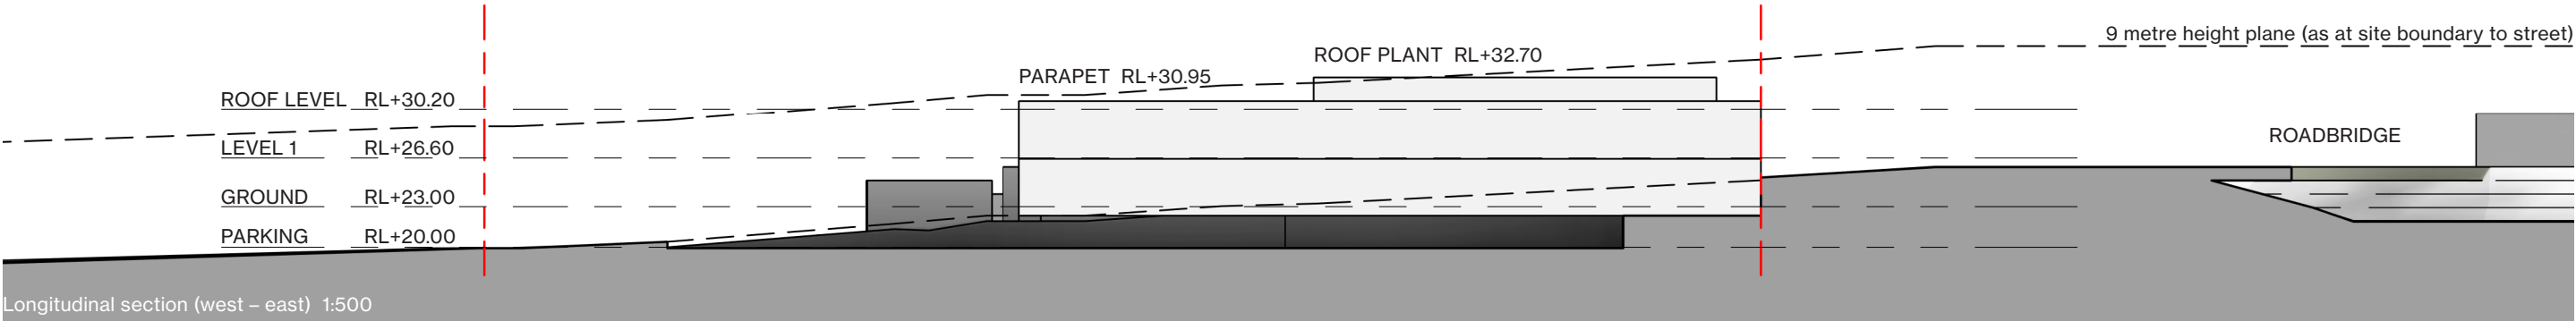 9 metre height plane (as at site boundary to street)
ROOF PLANT RL+32.70
PARAPET RL+30.95
ROOF LEVEL RL+30.20
ROADBRIDGE
LEVEL 1 RL+26.60
GROUND RL+23.00
PARKING RL+20.00
Longitudinal section (west – east) 1:500